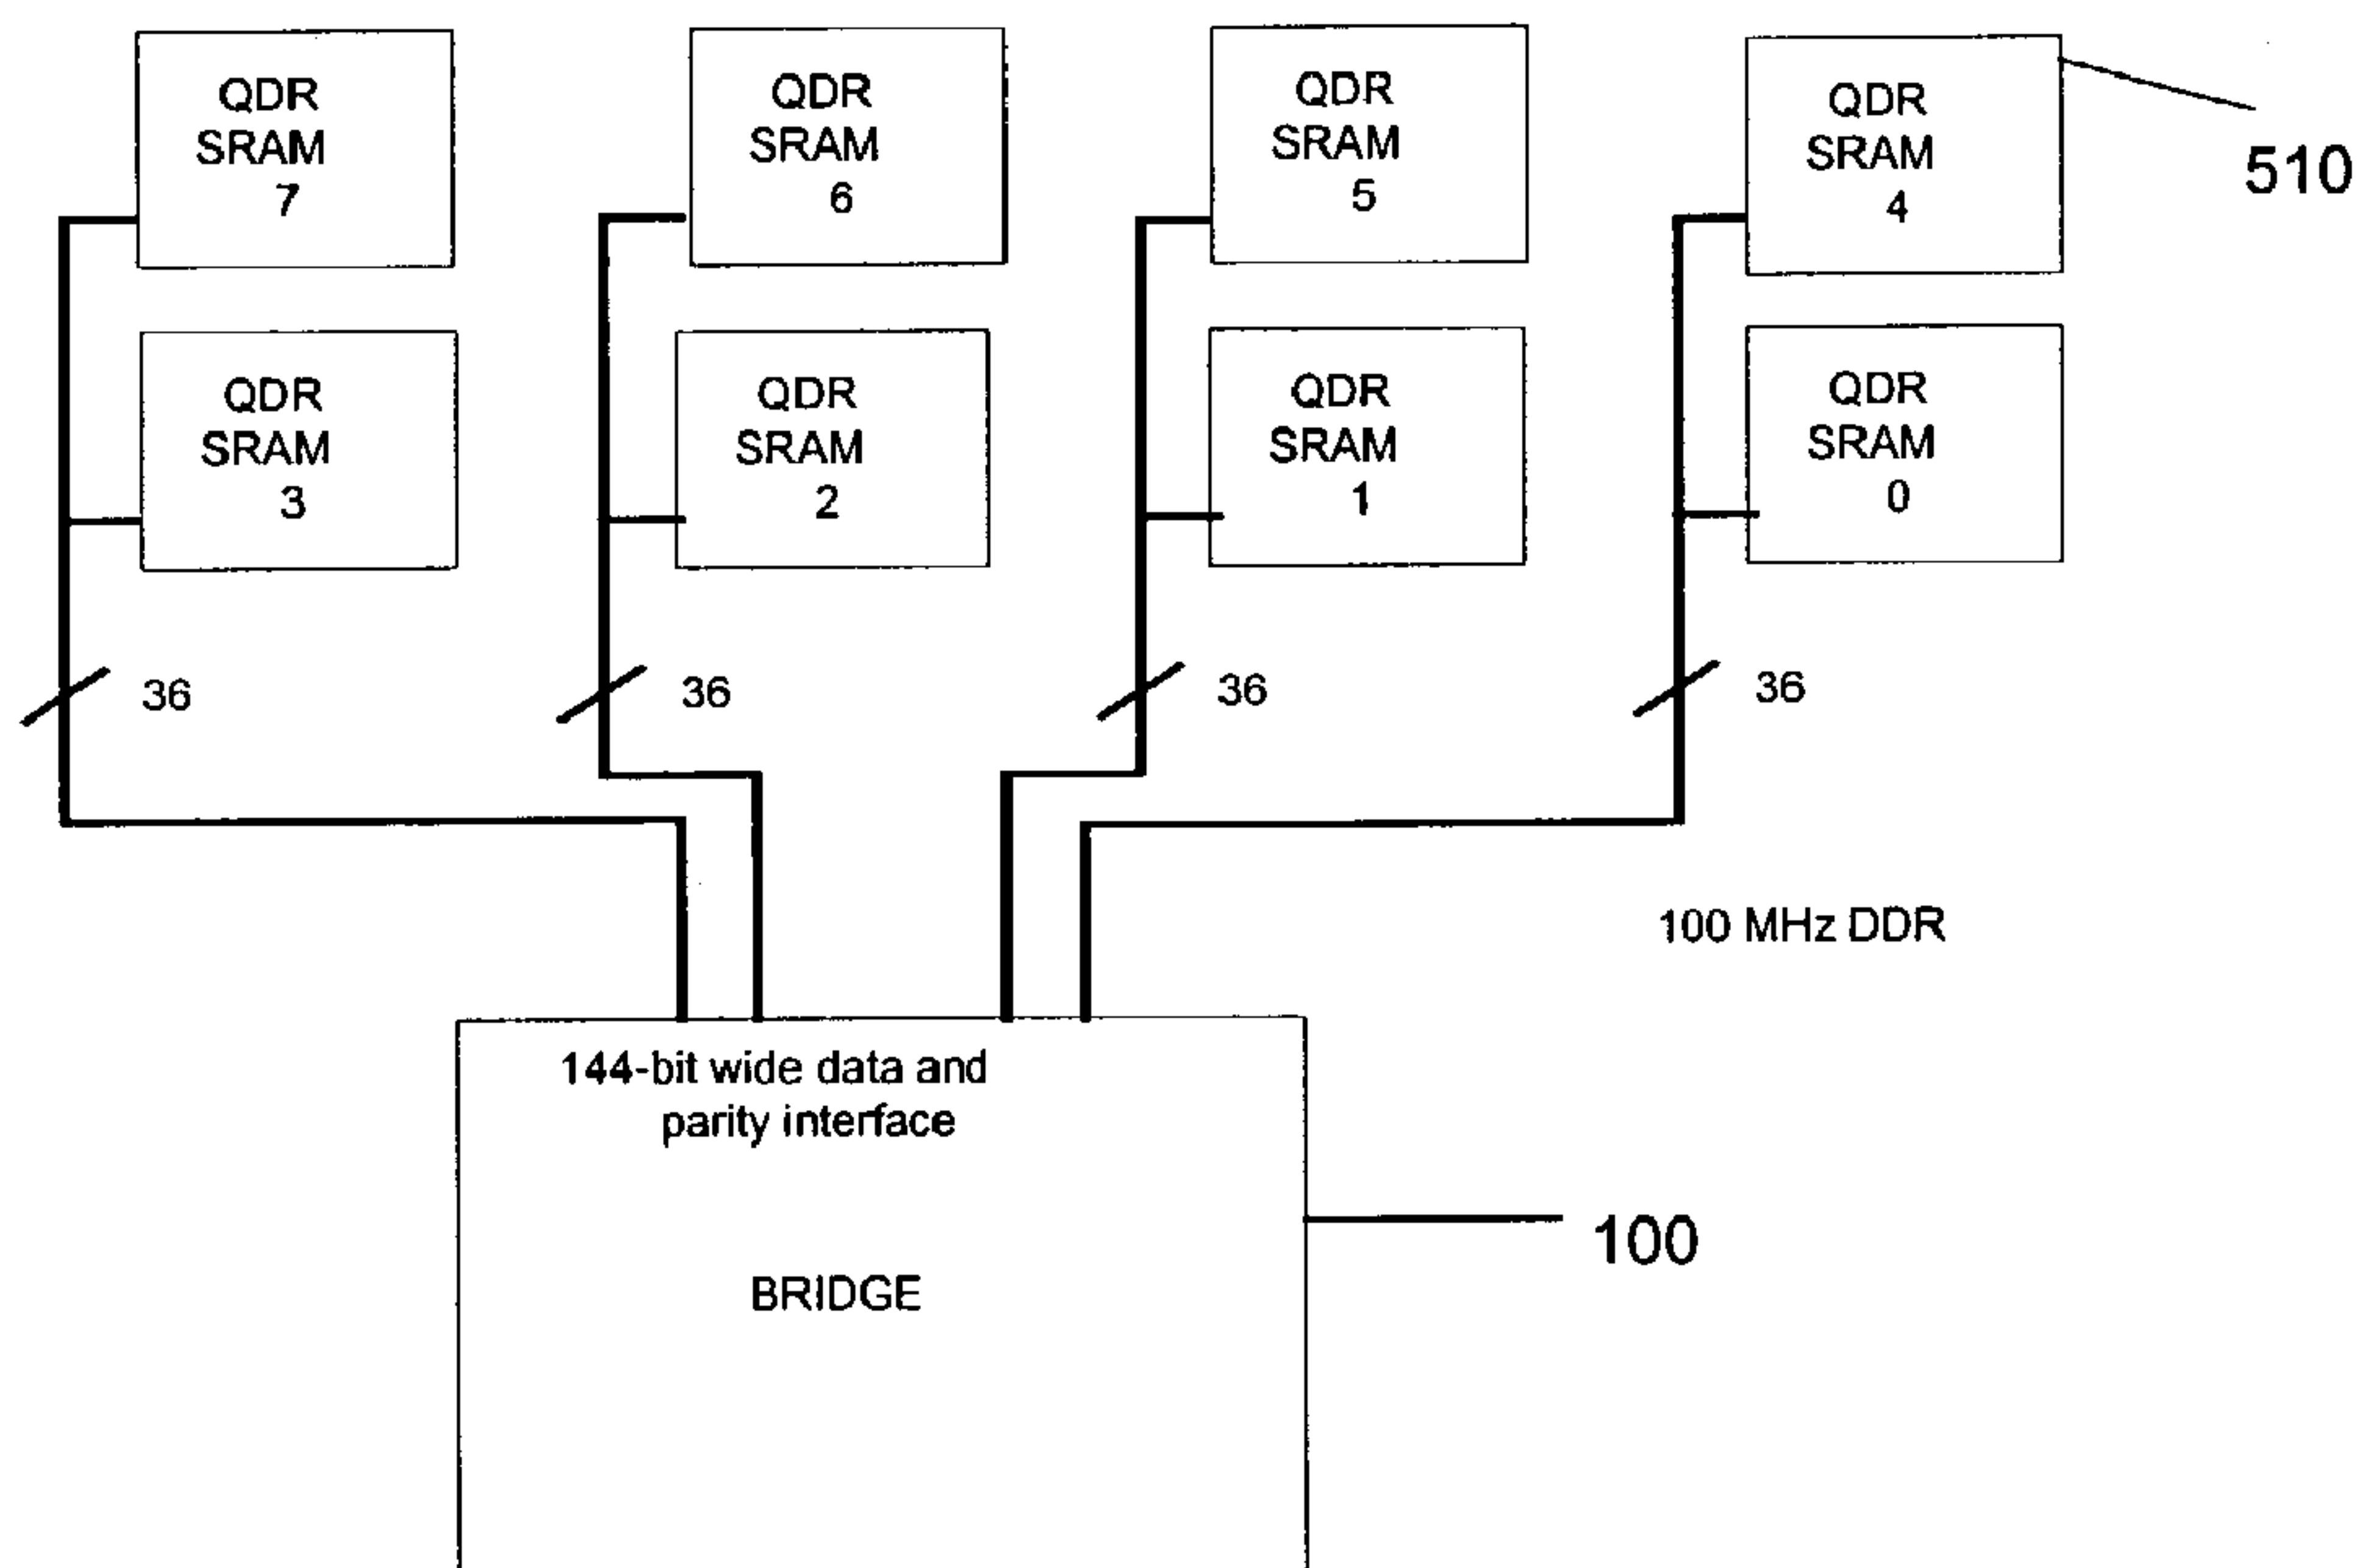 QDR
SRAM
7
QDR
SRAM
6
QDR
SRAM
5
QDR
SRAM
4
510
QDR
SRAM
3
QDR
SRAM
2
QDR
SRAM
1
QDR
SRAM
0
36
36
36
36
100 MHz DDR
144-bit wide data and
parity interface
100
BRIDGE